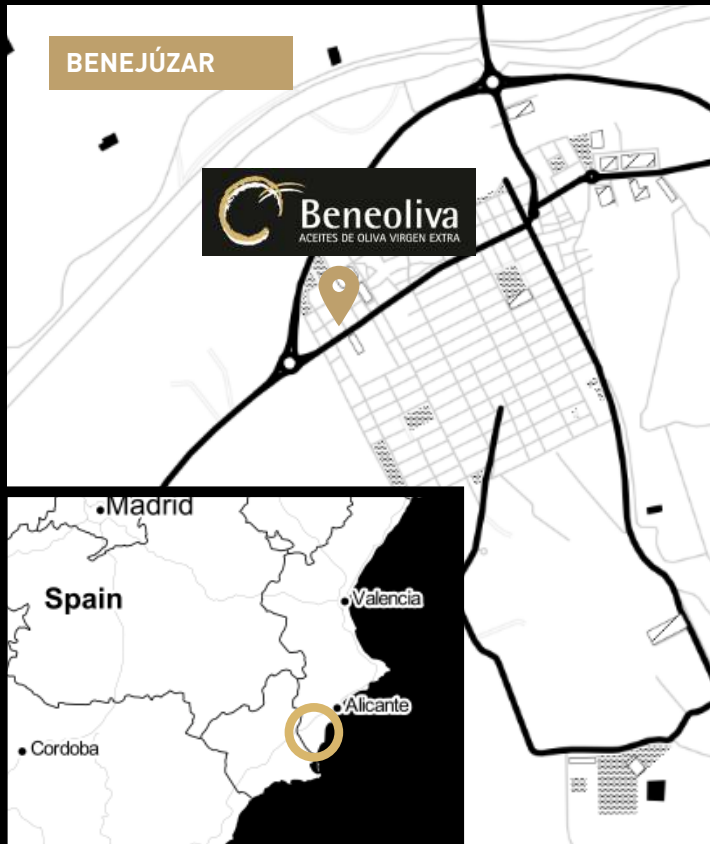 BENEJÚZAR
Beneoliva
ACEITES DE OLIVA VIRGEN EXTRA
Madrid
Spain
Valencia
Alicante
Cordoba